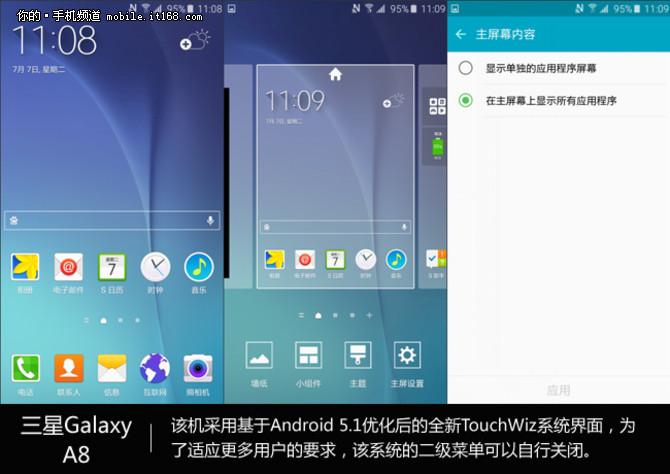 你的·手机频道 mobile.it168.com
95% 11:08
11:08
7月 7日, 星期二
相册
电子邮件
星期二
7
S 日历
时钟
音乐
电话
联系人
信息
互联网
照相机
95% 11:09
11:09
7月 7日, 星期二
相册
电子邮件
7
S 日历
时钟
音乐
墙纸
小组件
主题
主屏设置
95% 11:09
主屏幕内容
显示单独的应用程序屏幕
在主屏幕上显示所有应用程序
应用
三星Galaxy
A8
该机采用基于Android 5.1优化后的全新TouchWiz系统界面，为
了适应更多用户的要求，该系统的二级菜单可以自行关闭。